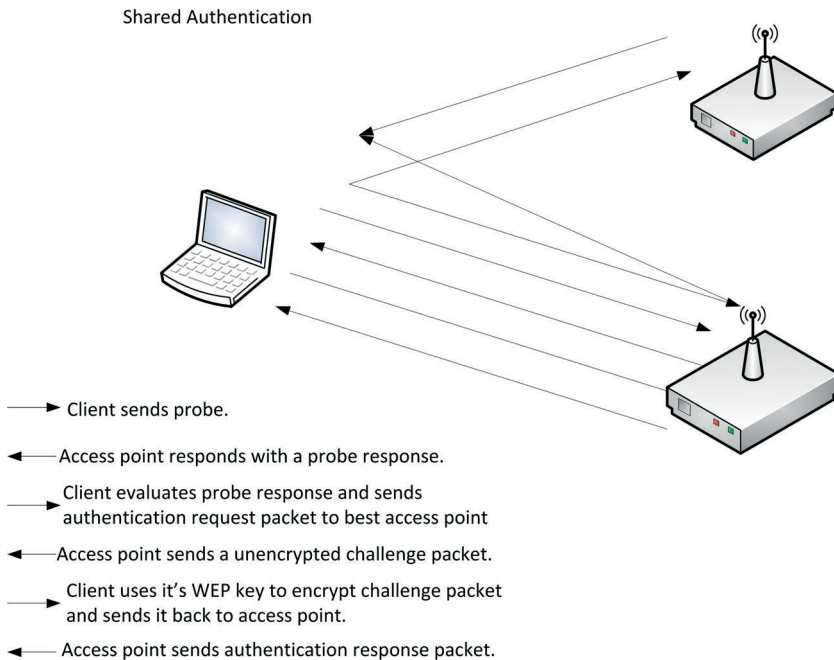 Shared Authentication
Client sends probe.
Access point responds with a probe response.
Client evaluates probe response and sends
authentication request packet to best access point
Access point sends a unencrypted challenge packet.
Client uses it's WEP key to encrypt challenge packet
and sends it back to access point.
Access point sends authentication response packet.